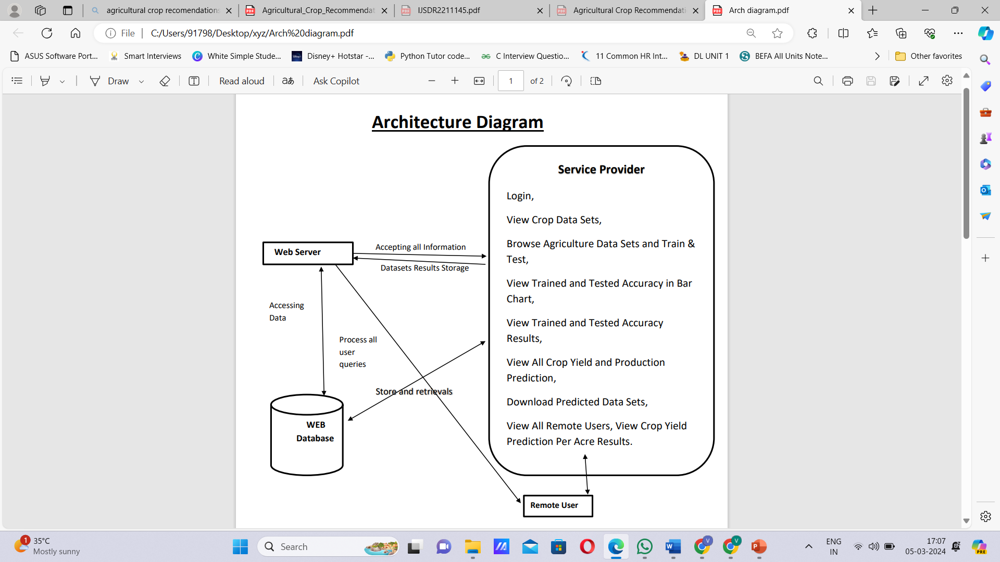 agricultural crop recomendations
Agricultural_Crop_Recommendat
IJSDR2211145.pdf
Agricultural Crop Recommendati
Arch diagram.pdf
File
C:/Users/91798/Desktop/xyz/Arch%20diagram.pdf
ASUS Software Port...
Smart Interviews
White Simple Stude...
Disney+ Hotstar -...
Python Tutor code...
C Interview Questio...
11 Common HR Int...
DL UNIT 1
BEFA All Units Note...
Other favorites
Draw
Read aloud
aあ
Ask Copilot
1
of 2
Architecture Diagram
Service Provider
Login,
View Crop Data Sets,
Browse Agriculture Data Sets and Train &
Test,
View Trained and Tested Accuracy in Bar
Chart,
View Trained and Tested Accuracy
Results,
View All Crop Yield and Production
Prediction,
Download Predicted Data Sets,
View All Remote Users, View Crop Yield
Prediction Per Acre Results.
Web Server
Accepting all Information
Datasets Results Storage
Accessing
Data
Process all
user
queries
Store and retrievals
WEB
Database
Remote User
1
35°C
Mostly sunny
Search
ENG
IN
17:07
05-03-2024